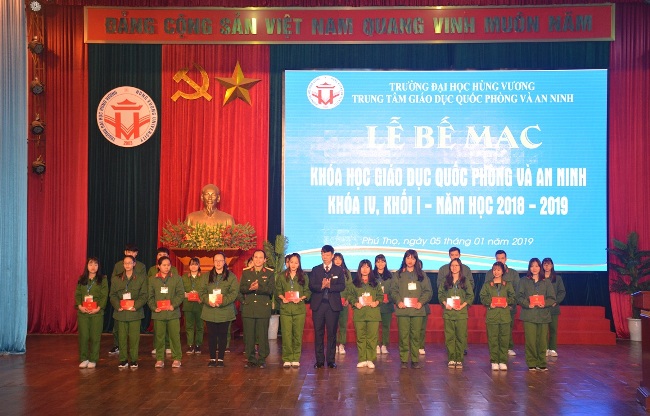 ĐẢNG CỘNG SẢN VIỆT NAM QUANG VINH MUÔN NĂM
TRƯỜNG ĐẠI HỌC HÙNG VƯƠNG
TRUNG TÂM GIÁO DỤC QUỐC PHÒNG VÀ AN NINH
LỄ BẾ MẠC
KHÓA HỌC GIÁO DỤC QUỐC PHÒNG VÀ AN NINH
KHÓA IV, KHỐI I - NĂM HỌC 2018 - 2019
Phú Thọ, ngày 05 tháng 01 năm 2019